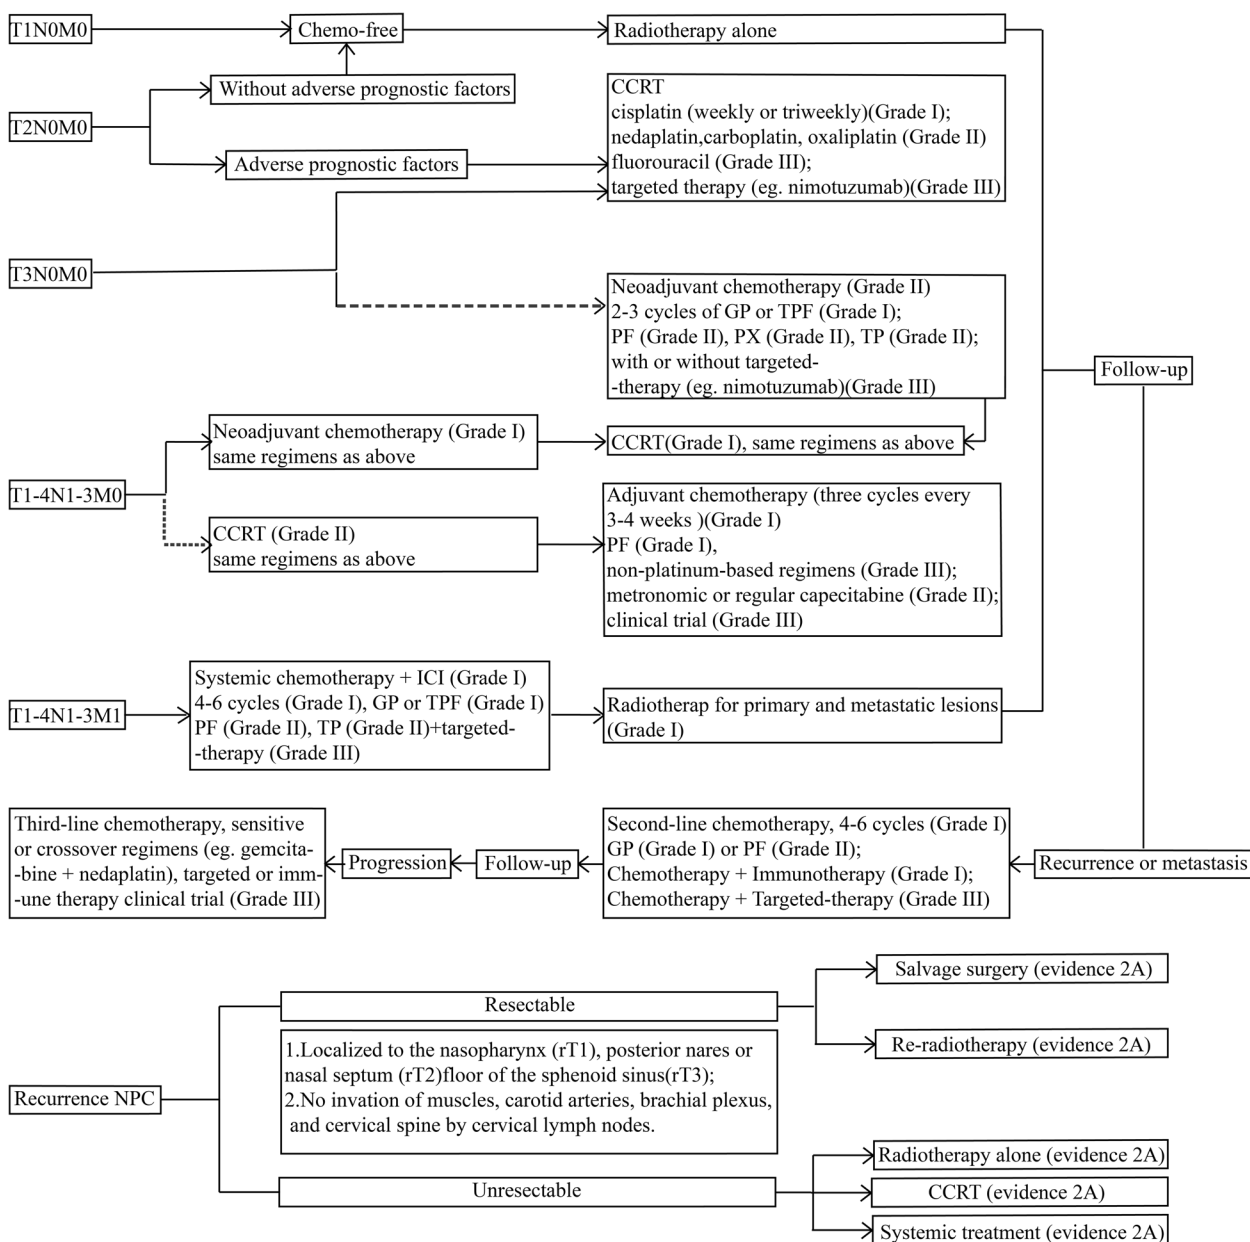 T1N0M0
Chemo-free
Radiotherapy alone
Without adverse prognostic factors
T2N0M0
Adverse prognostic factors
CCRT
cisplatin (weekly or triweekly)(Grade I);
nedaplatin,carboplatin, oxaliplatin (Grade II)
fluorouracil (Grade III);
targeted therapy (eg. nimotuzumab)(Grade III)
T3N0M0
Neoadjuvant chemotherapy (Grade II)
2-3 cycles of GP or TPF (Grade I);
PF (Grade II), PX (Grade II), TP (Grade II);
with or without targeted-
-therapy (eg. nimotuzumab)(Grade III)
Follow-up
T1-4N1-3M0
Neoadjuvant chemotherapy (Grade I)
same regimens as above
CCRT(Grade I), same regimens as above
CCRT (Grade II)
same regimens as above
Adjuvant chemotherapy (three cycles every
3-4 weeks )(Grade I)
PF (Grade I),
non-platinum-based regimens (Grade III);
metronomic or regular capecitabine (Grade II);
clinical trial (Grade III)
T1-4N1-3M1
Systemic chemotherapy + ICI (Grade I)
4-6 cycles (Grade I), GP or TPF (Grade I)
PF (Grade II), TP (Grade II)+targeted-
-therapy (Grade III)
Radiotherap for primary and metastatic lesions
(Grade I)
Recurrence or metastasis
Second-line chemotherapy, 4-6 cycles (Grade I)
GP (Grade I) or PF (Grade II);
Chemotherapy + Immunotherapy (Grade I);
Chemotherapy + Targeted-therapy (Grade III)
Follow-up
Progression
Third-line chemotherapy, sensitive
or crossover regimens (eg. gemcita-
-bine + nedaplatin), targeted or imm-
-une therapy clinical trial (Grade III)
Recurrence NPC
Resectable
1.Localized to the nasopharynx (rT1), posterior nares or
nasal septum (rT2)floor of the sphenoid sinus(rT3);
2.No invation of muscles, carotid arteries, brachial plexus,
and cervical spine by cervical lymph nodes.
Salvage surgery (evidence 2A)
Re-radiotherapy (evidence 2A)
Unresectable
Radiotherapy alone (evidence 2A)
CCRT (evidence 2A)
Systemic treatment (evidence 2A)